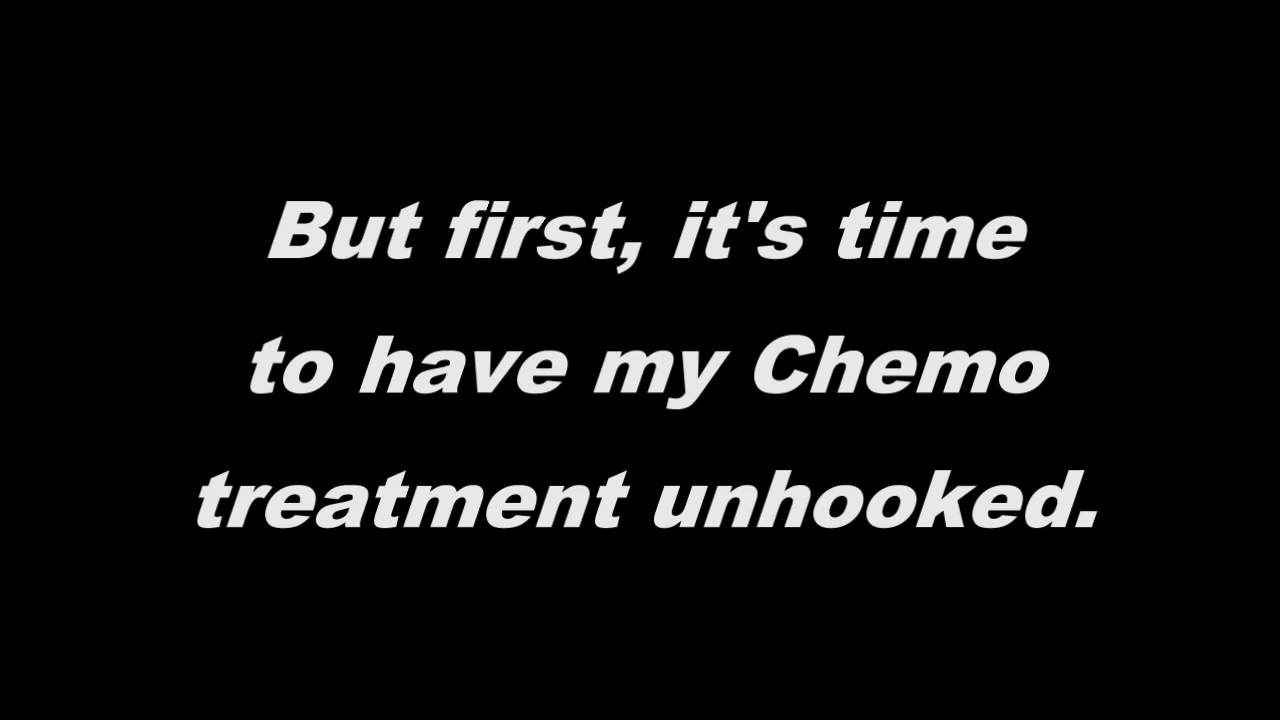 But first, it's time
to have my Chemo
treatment unhooked.